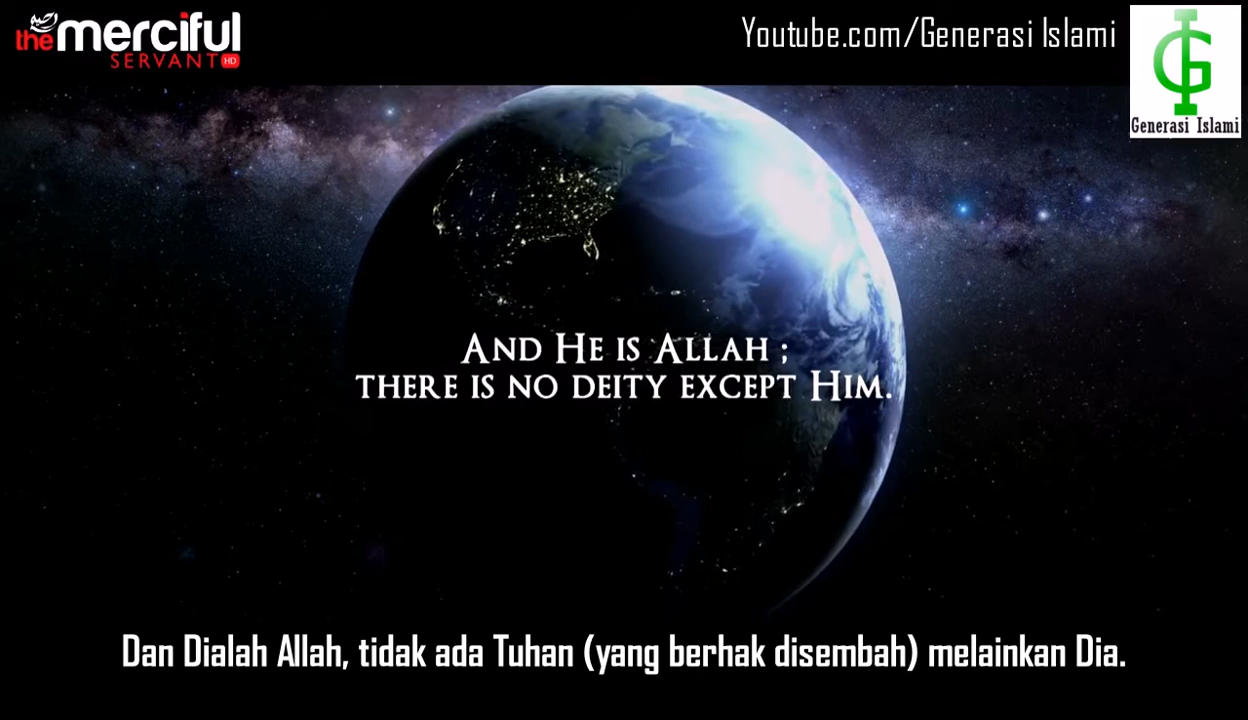 the merciful
SERVANT HD
Youtube.com/Generasi Islami
GI
Generasi Islami
AND HE IS ALLAH ;
THERE IS NO DEITY EXCEPT HIM.
Dan Dialah Allah, tidak ada Tuhan (yang berhak disembah) melainkan Dia.